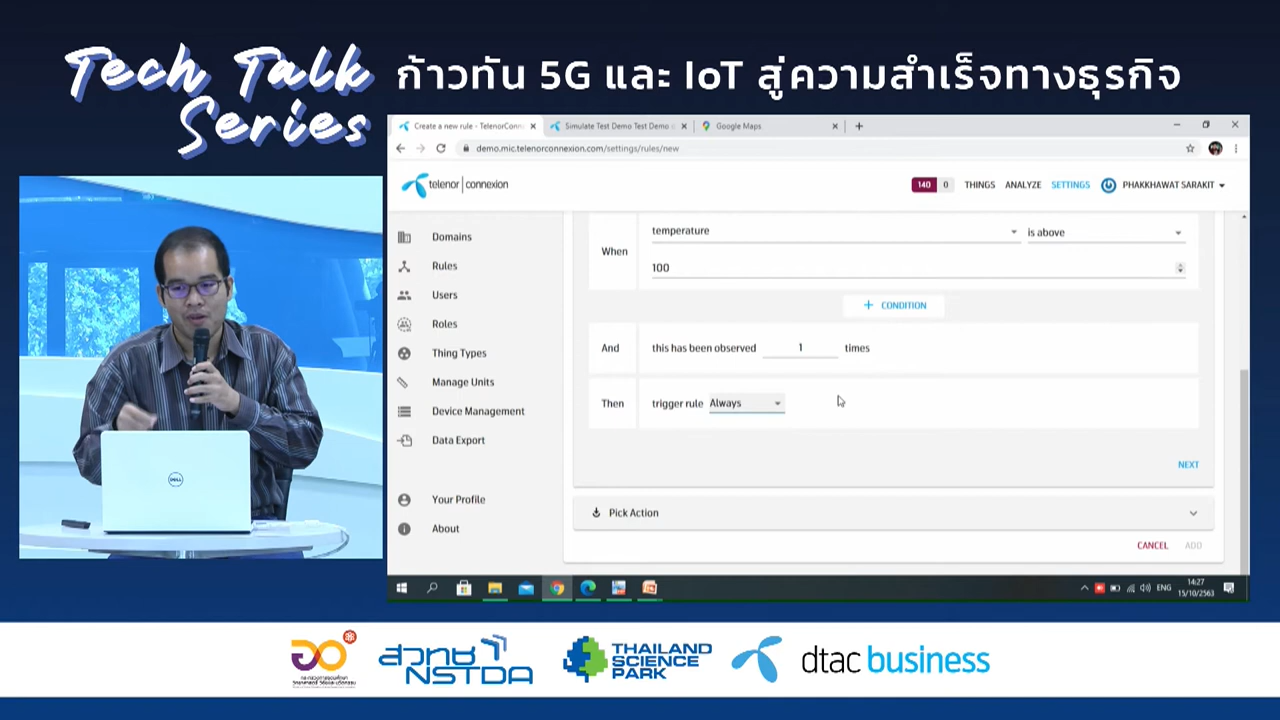 Tech Talk Series
ก้าวทัน 5G และ IoT สู่ความสำเร็จทางธุรกิจ
Create a new rule - TelenorConn
Simulate Test Demo Test Demo
Google Maps
demo.mic.telenorconnexion.com/settings/rules/new
telenor connexion
140 0 THINGS ANALYZE SETTINGS PHAKKHAWAT SARAKIT
Domains
Rules
Users
Roles
Thing Types
Manage Units
Device Management
Data Export
Your Profile
About
When temperature is above
100
+ CONDITION
And this has been observed 1 times
Then trigger rule Always
NEXT
Pick Action
CANCEL ADD
ENG 14:27
15/10/2563
DELL
สวทช
NSTDA
THAILAND
SCIENCE
PARK
dtac business